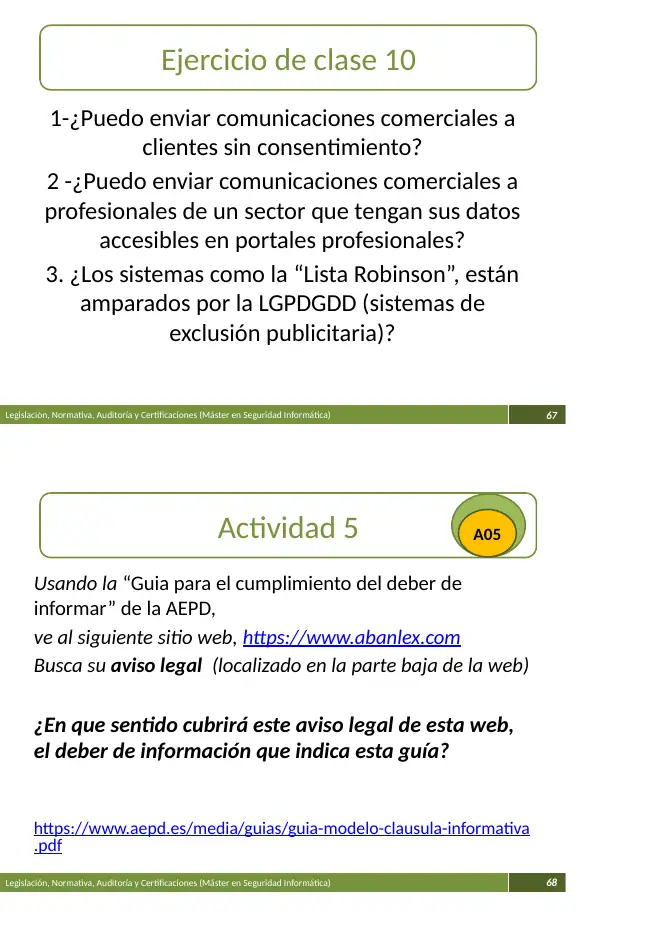 Ejercicio de clase 10
1-¿Puedo enviar comunicaciones comerciales a
clientes sin consentimiento?
2 -¿Puedo enviar comunicaciones comerciales a
profesionales de un sector que tengan sus datos
accesibles en portales profesionales?
3. ¿Los sistemas como la “Lista Robinson”, están
amparados por la LGPDGDD (sistemas de
exclusión publicitaria)?
Legislación, Normativa, Auditoría y Certificaciones (Máster en Seguridad Informática)
67
Actividad 5
A05
Usando la “Guia para el cumplimiento del deber de
informar” de la AEPD,
ve al siguiente sitio web, https://www.abanlex.com
Busca su aviso legal (localizado en la parte baja de la web)
¿En que sentido cubrirá este aviso legal de esta web,
el deber de información que indica esta guía?
https://www.aepd.es/media/guias/guia-modelo-clausula-informativa
.pdf
Legislación, Normativa, Auditoría y Certificaciones (Máster en Seguridad Informática)
68